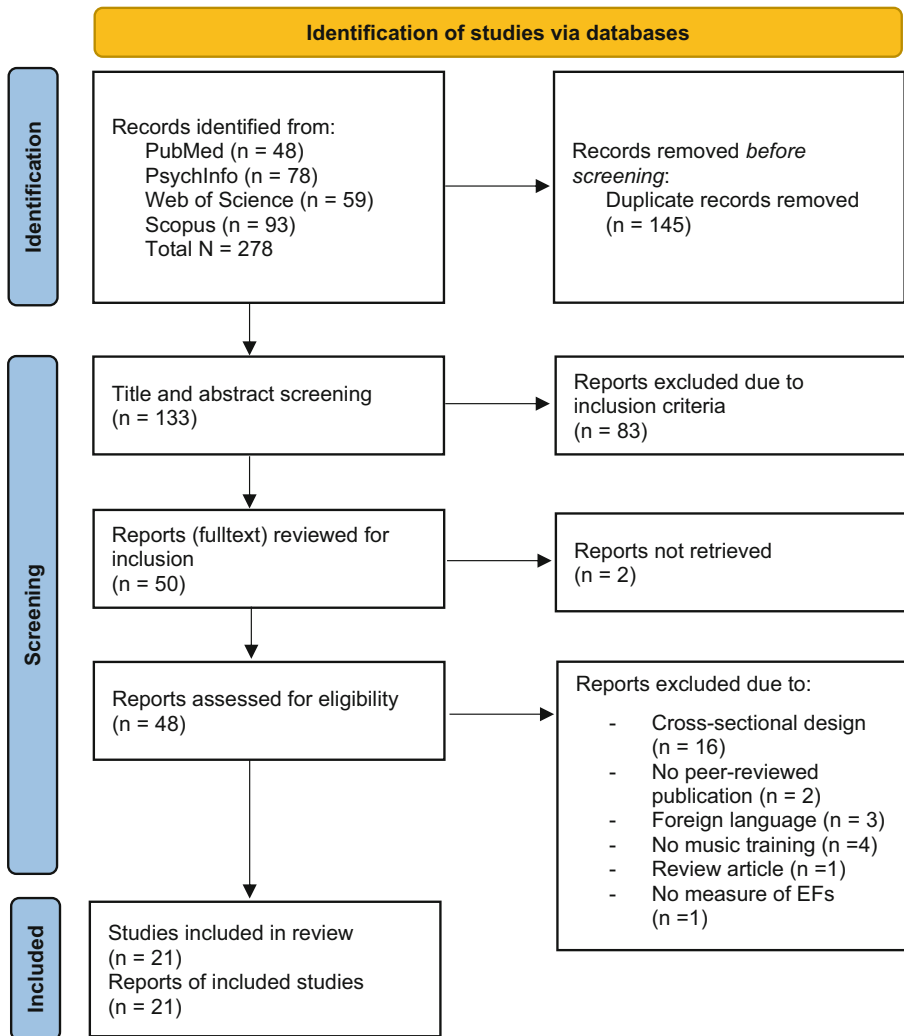 Identification of studies via databases
Identification
Records identified from:
PubMed (n = 48)
PsychInfo (n = 78)
Web of Science (n = 59)
Scopus (n = 93)
Total N = 278
Records removed before
screening:
Duplicate records removed
(n = 145)
Screening
Title and abstract screening
(n = 133)
Reports excluded due to
inclusion criteria
(n = 83)
Reports (fulltext) reviewed for
inclusion
(n = 50)
Reports not retrieved
(n = 2)
Reports assessed for eligibility
(n = 48)
Reports excluded due to:
- Cross-sectional design
(n = 16)
- No peer-reviewed
publication (n = 2)
- Foreign language (n = 3)
- No music training (n =4)
- Review article (n =1)
- No measure of EFs
(n =1)
Included
Studies included in review
(n = 21)
Reports of included studies
(n = 21)